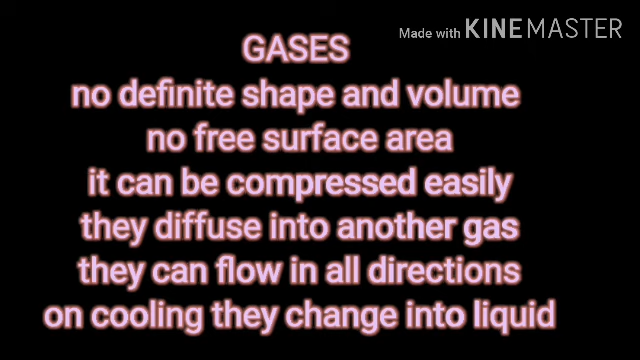 Made with KINEMASTER
GASES
no definite shape and volume
no free surface area
it can be compressed easily
they diffuse into another gas
they can flow in all directions
on cooling they change into liquid